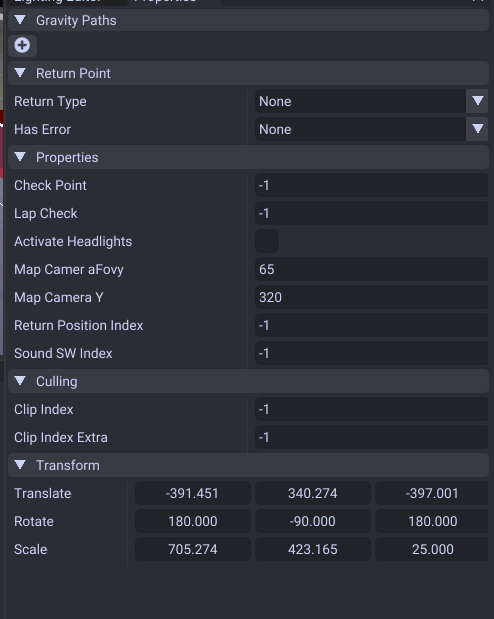 Lighting Editor Properties
Gravity Paths
Return Point
Return Type None
Has Error None
Properties
Check Point -1
Lap Check -1
Activate Headlights
Map Camer aFovy 65
Map Camera Y 320
Return Position Index -1
Sound SW Index -1
Culling
Clip Index -1
Clip Index Extra -1
Transform
Translate -391.451 340.274 -397.001
Rotate 180.000 -90.000 180.000
Scale 705.274 423.165 25.000